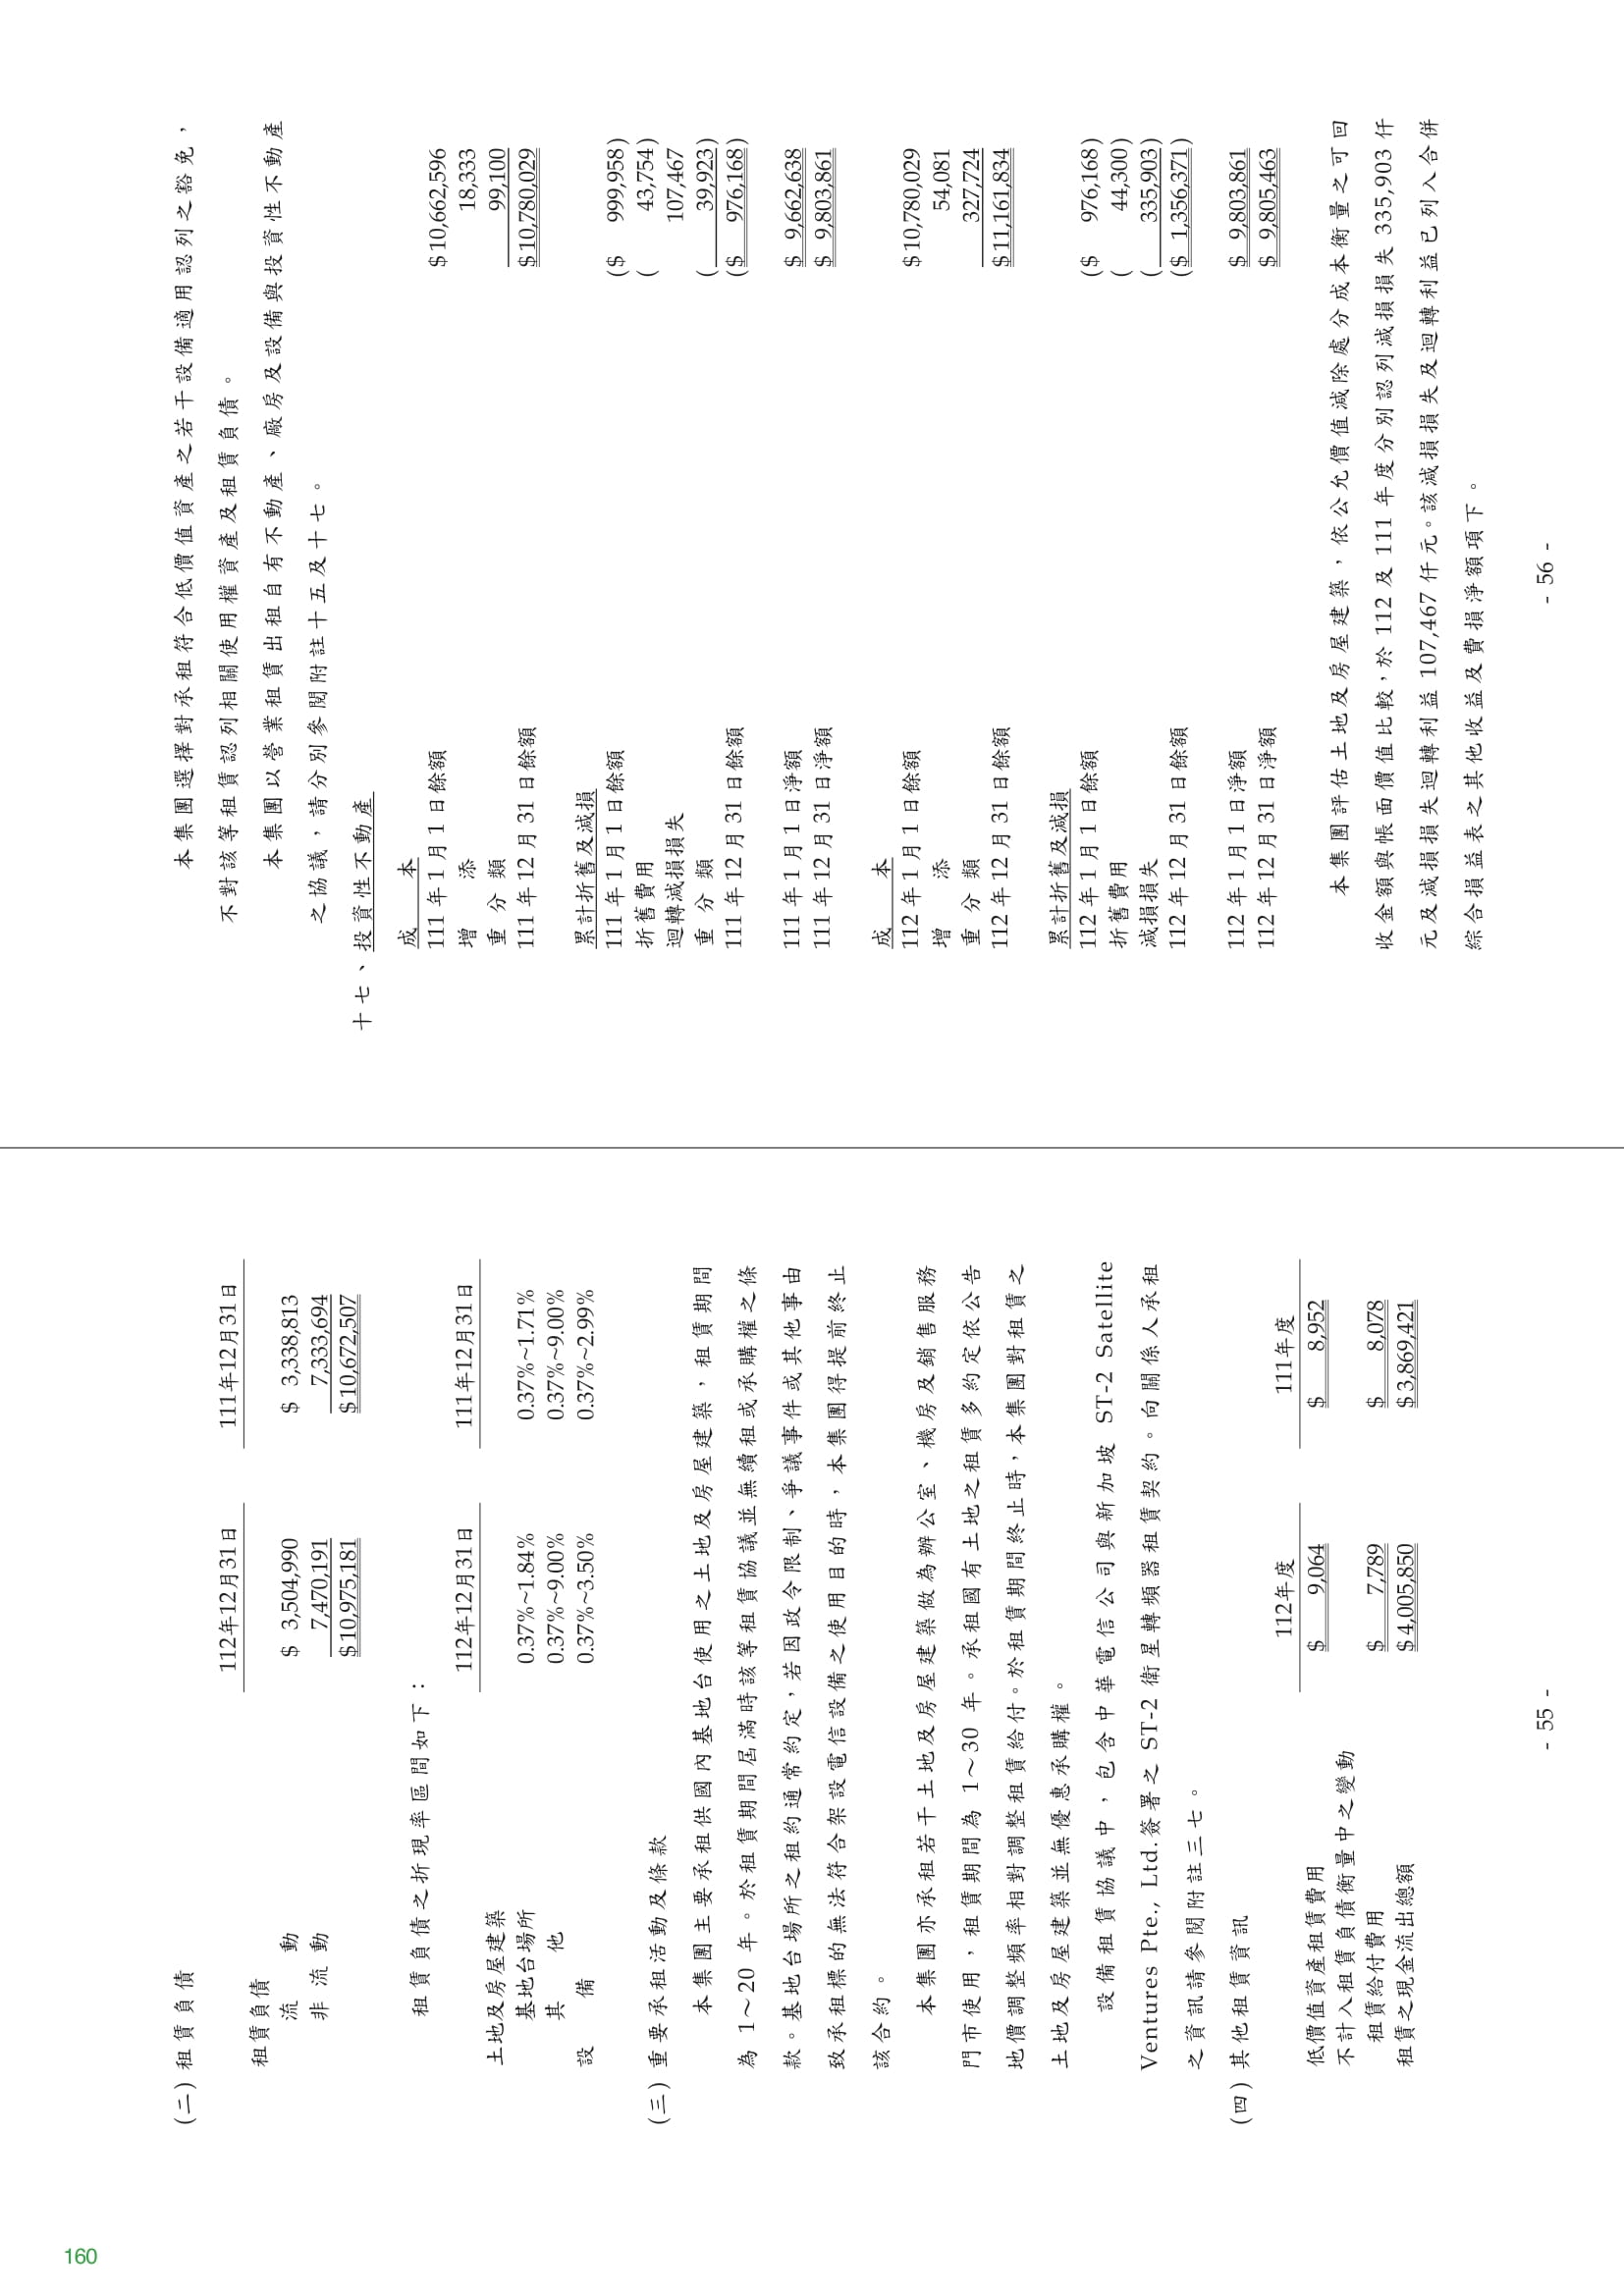 (二) 租賃負債
112年12月31日 111年12月31日
租賃負債
流 動 $ 3,504,990 $ 3,338,813
非 流 動 7,470,191 7,333,694
$10,975,181 $10,672,507
租賃負債之折現率區間如下：
112年12月31日 111年12月31日
土地及房屋建築
基地台場所 0.37%~1.84% 0.37%~1.71%
其 他 0.37%~9.00% 0.37%~9.00%
設 備 0.37%~3.50% 0.37%~2.99%
(三) 重要承租活動及條款
本集團主要承租供國內基地台使用之土地及房屋建築，租賃期間
為 1～20 年。於租賃期間屆滿時該等租賃協議並無續租或承購權之條
款。基地台場所之租約通常約定，若因政令限制、爭議事件或其他事由
致承租標的無法符合架設電信設備之使用目的時，本集團得提前終止
該合約。
本集團亦承租若干土地及房屋建築做為辦公室、機房及銷售服務
門市使用，租賃期間為 1～30 年。承租國有土地之租賃多約定依公告
地價調整頻率相對調整租賃給付。於租賃期間終止時，本集團對租賃之
土地及房屋建築並無優惠承購權。
設備租賃協議中，包含中華電信公司與新加坡 ST-2 Satellite
Ventures Pte., Ltd.簽署之 ST-2 衛星轉頻器租賃契約。向關係人承租
之資訊請參閱附註三七。
(四) 其他租賃資訊
112年度 111年度
低價值資產租賃費用 $ 9,064 $ 8,952
不計入租賃負債衡量中之變動
租賃給付費用 $ 7,789 $ 8,078
租賃之現金流出總額 $ 4,005,850 $ 3,869,421
- 55 -
本集團選擇對承租符合低價值資產之若干設備適用認列之豁免，
不對該等租賃認列相關使用權資產及租賃負債。
本集團以營業租賃出租自有不動產、廠房及設備與投資性不動產
之協議，請分別參閱附註十五及十七。
十七、投資性不動產
成 本
111 年 1 月 1 日餘額 $ 10,662,596
增 添 18,333
重 分 類 99,100
111 年 12 月 31 日餘額 $ 10,780,029
累計折舊及減損
111 年 1 月 1 日餘額 ($ 999,958)
折舊費用 ( 43,754)
迴轉減損損失 107,467
重 分 類 ( 39,923)
111 年 12 月 31 日餘額 ($ 976,168)
111 年 1 月 1 日淨額 $ 9,662,638
111 年 12 月 31 日淨額 $ 9,803,861
成 本
112 年 1 月 1 日餘額 $ 10,780,029
增 添 54,081
重 分 類 327,724
112 年 12 月 31 日餘額 $ 11,161,834
累計折舊及減損
112 年 1 月 1 日餘額 ($ 976,168)
折舊費用 ( 44,300)
減損損失 ( 335,903)
112 年 12 月 31 日餘額 ($ 1,356,371)
112 年 1 月 1 日淨額 $ 9,803,861
112 年 12 月 31 日淨額 $ 9,805,463
本集團評估土地及房屋建築，依公允價值減除處分成本衡量之可回
收金額與帳面價值比較，於 112 及 111 年度分別認列減損損失 335,903 仟
元及減損損失迴轉利益 107,467 仟元。該減損損失及迴轉利益已列入合併
綜合損益表之其他收益及費損淨額項下。
- 56 -
160